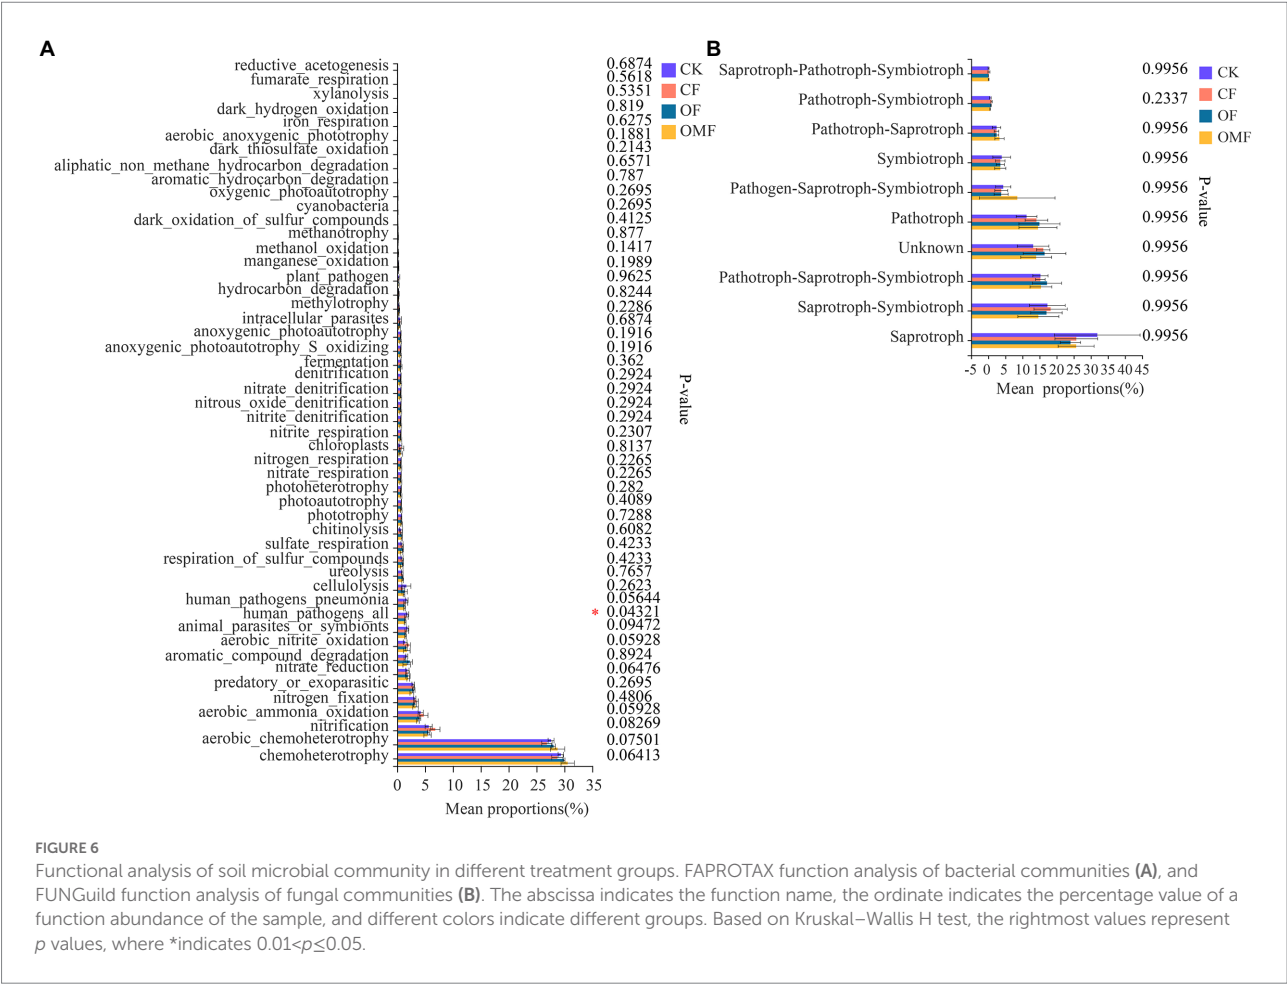 A
reductive_acetogenesis 0.6874
fumarate_respiration 0.5618
xylanolysis 0.5351
dark_hydrogen_oxidation 0.819
iron_respiration 0.6275
aerobic_anoxygenic_phototrophy 0.1881
dark_thiosulfate_oxidation 0.2143
aliphatic_non_methane_hydrocarbon_degradation 0.6571
aromatic_hydrocarbon_degradation 0.787
oxygenic_photoautotrophy 0.2695
cyanobacteria 0.2695
dark_oxidation_of_sulfur_compounds 0.4125
methanotrophy 0.877
methanol_oxidation 0.1417
manganese_oxidation 0.1989
plant_pathogen 0.9625
hydrocarbon_degradation 0.8244
methylotrophy 0.2286
intracellular_parasites 0.6874
anoxygenic_photoautotrophy 0.1916
anoxygenic_photoautotrophy_S_oxidizing 0.1916
fermentation 0.362
denitrification 0.2924
nitrate_denitrification 0.2924
nitrous_oxide_denitrification 0.2924
nitrite_denitrification 0.2924
nitrite_respiration 0.2307
chloroplasts 0.8137
nitrogen_respiration 0.2265
nitrate_respiration 0.2265
photoheterotrophy 0.282
photoautotrophy 0.4089
phototrophy 0.7288
chitinolysis 0.6082
sulfate_respiration 0.4233
respiration_of_sulfur_compounds 0.4233
ureolysis 0.7657
cellulolysis 0.2623
human_pathogens_pneumonia 0.05644
human_pathogens_all * 0.04321
animal_parasites_or_symbionts 0.09472
aerobic_nitrite_oxidation 0.05928
aromatic_compound_degradation 0.8924
nitrate_reduction 0.06476
predatory_or_exoparasitic 0.2695
nitrogen_fixation 0.4806
aerobic_ammonia_oxidation 0.05928
nitrification 0.08269
aerobic_chemoheterotrophy 0.07501
chemoheterotrophy 0.06413
0 5 10 15 20 25 30 35
Mean proportions(%)
P-value
CK
CF
OF
OMF
B
Saprotroph-Pathotroph-Symbiotroph 0.9956
Pathotroph-Symbiotroph 0.2337
Pathotroph-Saprotroph 0.9956
Symbiotroph 0.9956
Pathogen-Saprotroph-Symbiotroph 0.9956
Pathotroph 0.9956
Unknown 0.9956
Pathotroph-Saprotroph-Symbiotroph 0.9956
Saprotroph-Symbiotroph 0.9956
Saprotroph 0.9956
-5 0 5 10 15 20 25 30 35 40 45
Mean proportions(%)
P-value
CK
CF
OF
OMF
FIGURE 6
Functional analysis of soil microbial community in different treatment groups. FAPROTAX function analysis of bacterial communities (A), and
FUNGuild function analysis of fungal communities (B). The abscissa indicates the function name, the ordinate indicates the percentage value of a
function abundance of the sample, and different colors indicate different groups. Based on Kruskal–Wallis H test, the rightmost values represent
p values, where *indicates 0.01<p≤0.05.